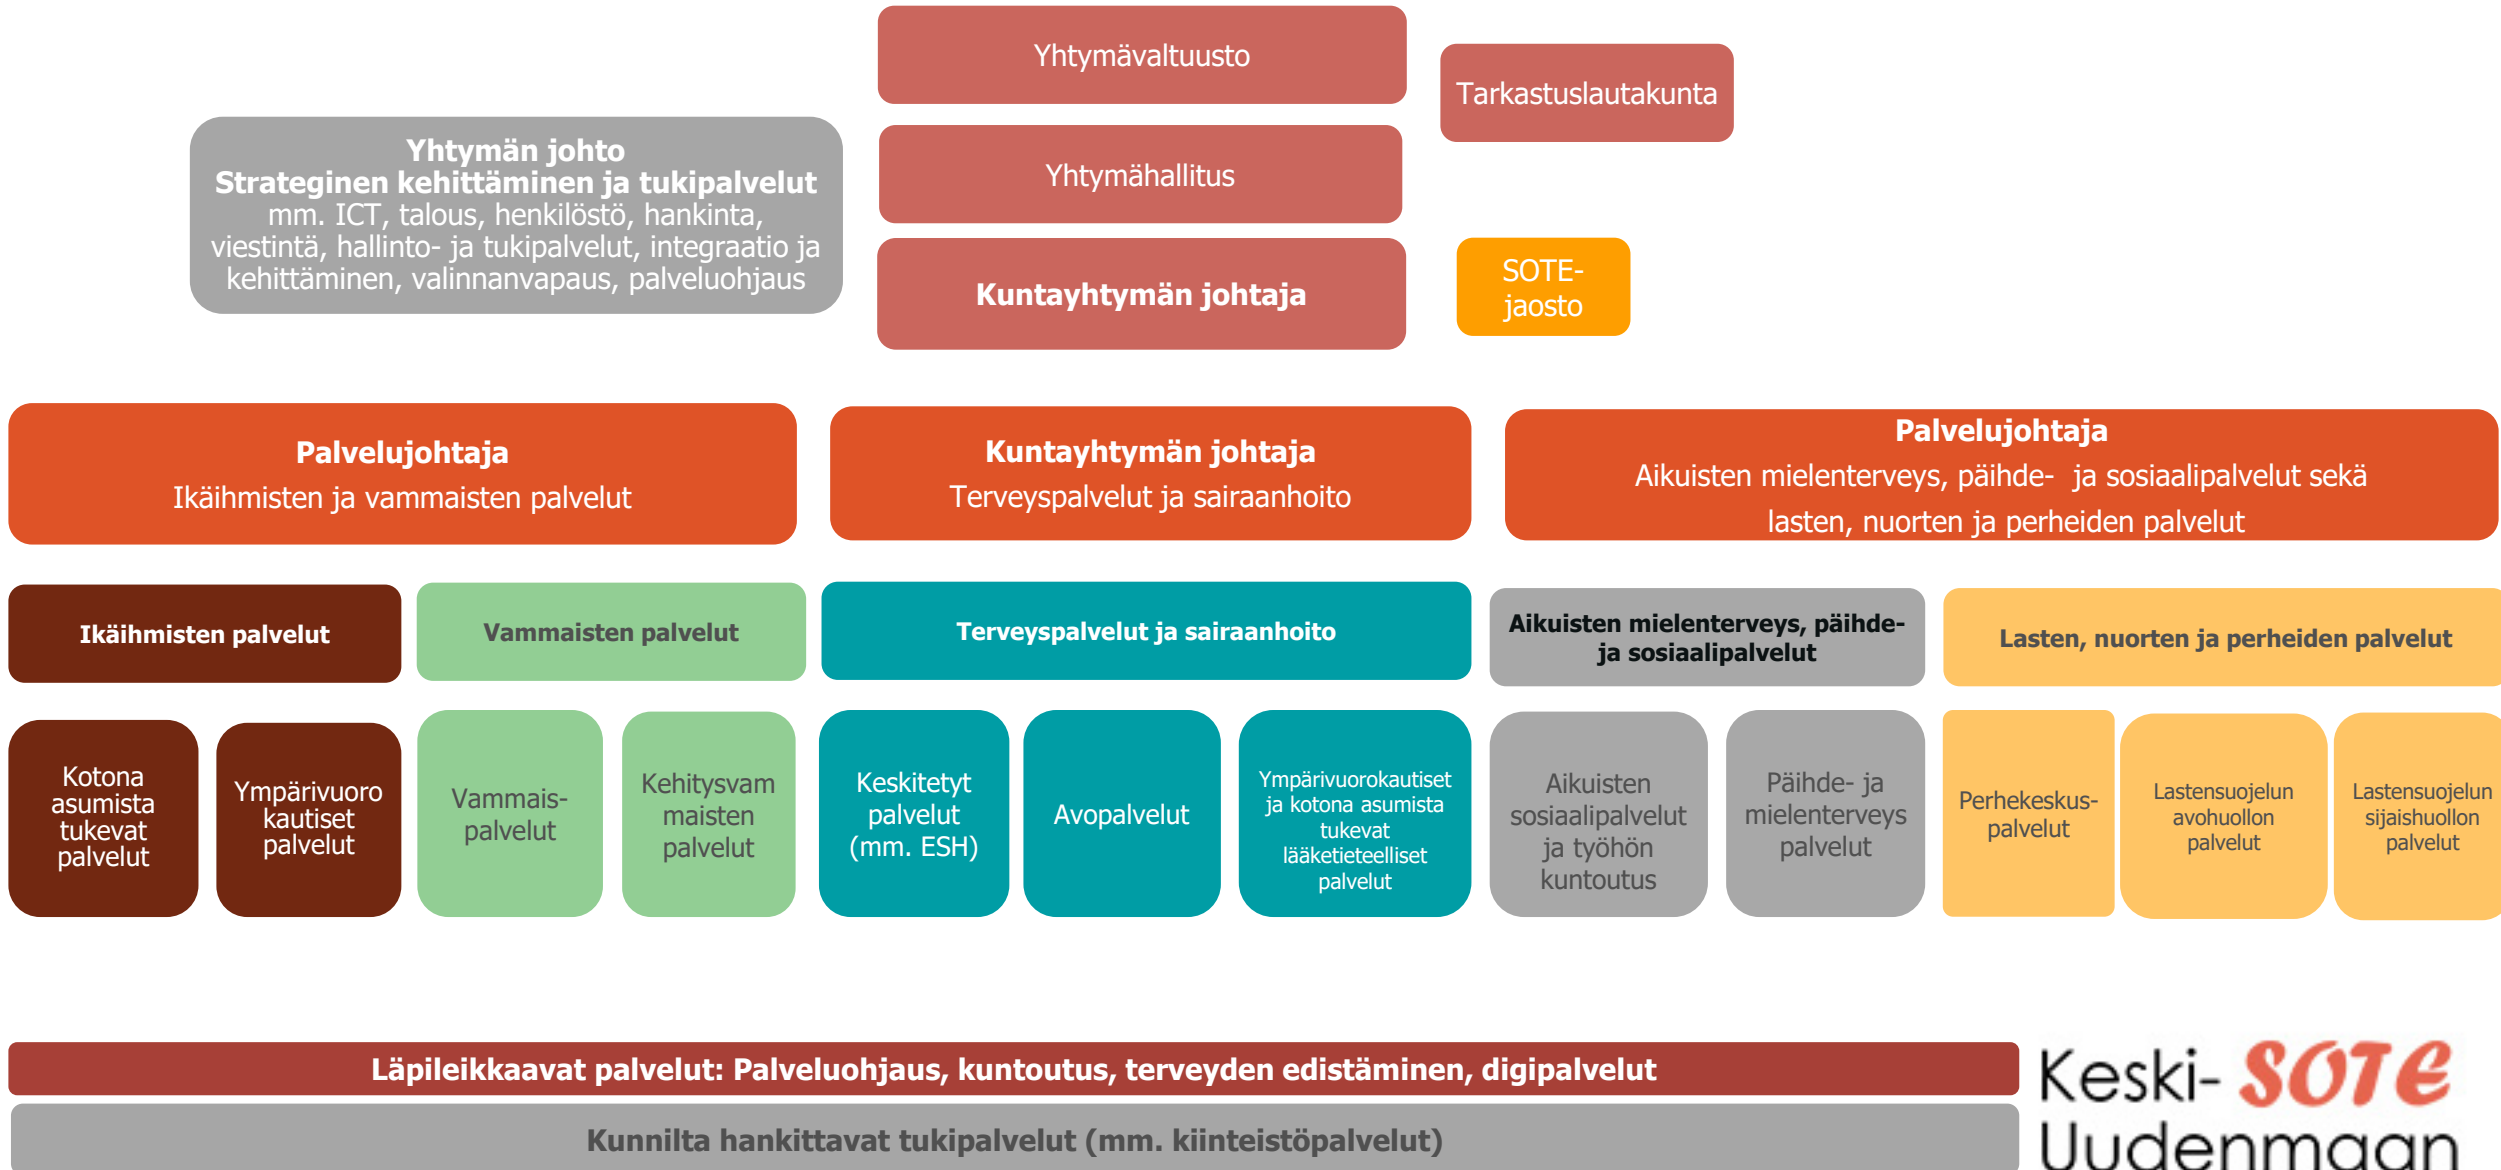 Yhtymävaltuusto
Tarkastuslautakunta
Yhtymän johto
Strateginen kehittäminen ja tukipalvelut
mm. ICT, talous, henkilöstö, hankinta,
viestintä, hallinto- ja tukipalvelut, integraatio ja
kehittäminen, valinnanvapaus, palveluohjaus
Yhtymähallitus
Kuntayhtymän johtaja
SOTE-
jaosto
Palvelujohtaja
Ikäihmisten ja vammaisten palvelut
Kuntayhtymän johtaja
Terveyspalvelut ja sairaanhoito
Palvelujohtaja
Aikuisten mielenterveys, päihde- ja sosiaalipalvelut sekä
lasten, nuorten ja perheiden palvelut
Ikäihmisten palvelut
Vammaisten palvelut
Terveyspalvelut ja sairaanhoito
Aikuisten mielenterveys, päihde-
ja sosiaalipalvelut
Lasten, nuorten ja perheiden palvelut
Kotona
asumista
tukevat
palvelut
Ympärivuoro
kautiset
palvelut
Vammais-
palvelut
Kehitysvam
maisten
palvelut
Keskitetyt
palvelut
(mm. ESH)
Avopalvelut
Ympärivuorokautiset
ja kotona asumista
tukevat
lääketieteelliset
palvelut
Aikuisten
sosiaalipalvelut
ja työhön
kuntoutus
Päihde- ja
mielenterveys
palvelut
Perhekeskus-
palvelut
Lastensuojelun
avohuollon
palvelut
Lastensuojelun
sijaishuollon
palvelut
Läpileikkaavat palvelut: Palveluohjaus, kuntoutus, terveyden edistäminen, digipalvelut
Kunnilta hankittavat tukipalvelut (mm. kiinteistöpalvelut)
Keski- SOTE
Uudenmaan